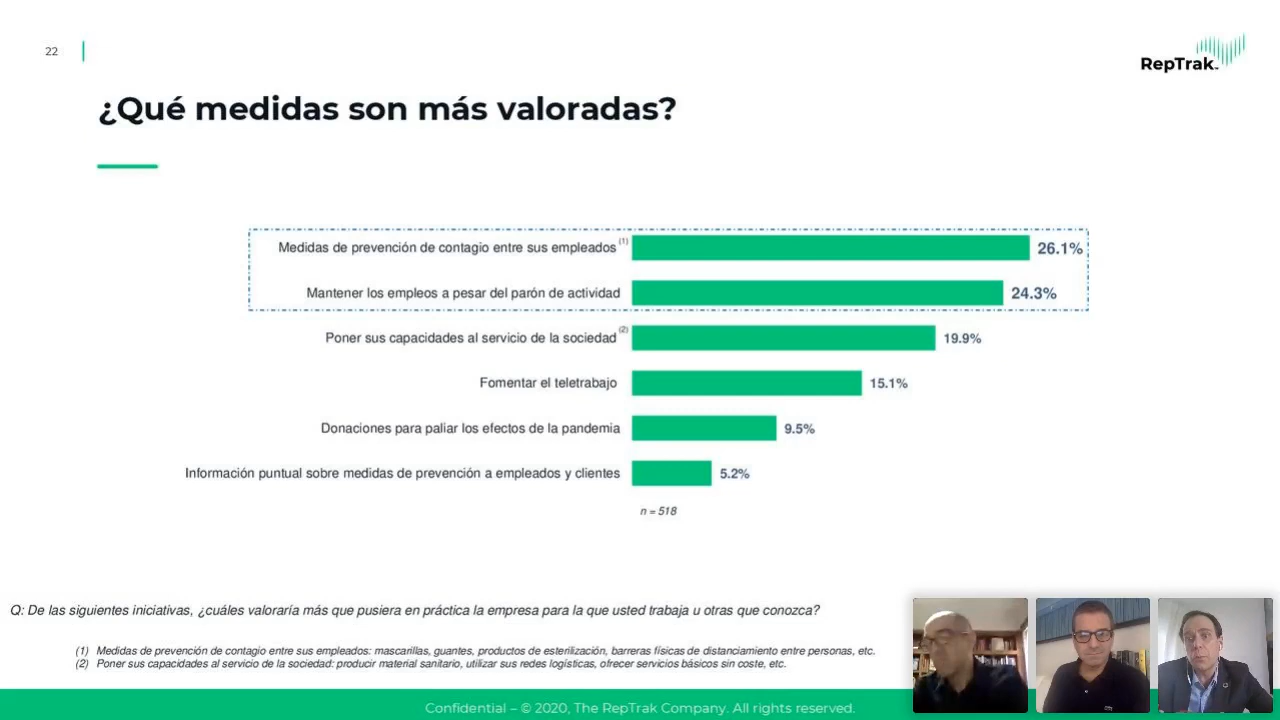 22
RepTrak
¿Qué medidas son más valoradas?
Medidas de prevención de contagio entre sus empleados (1) 26.1%
Mantener los empleos a pesar del parón de actividad 24.3%
Poner sus capacidades al servicio de la sociedad (2) 19.9%
Fomentar el teletrabajo 15.1%
Donaciones para paliar los efectos de la pandemia 9.5%
Información puntual sobre medidas de prevención a empleados y clientes 5.2%
n = 518
Q: De las siguientes iniciativas, ¿cuáles valoraría más que pusiera en práctica la empresa para la que usted trabaja u otras que conozca?
(1) Medidas de prevención de contagio entre sus empleados: mascarillas, guantes, productos de esterilización, barreras físicas de distanciamiento entre personas, etc.
(2) Poner sus capacidades al servicio de la sociedad: producir material sanitario, utilizar sus redes logísticas, ofrecer servicios básicos sin coste, etc.
Confidential – © 2020, The RepTrak Company. All rights reserved.